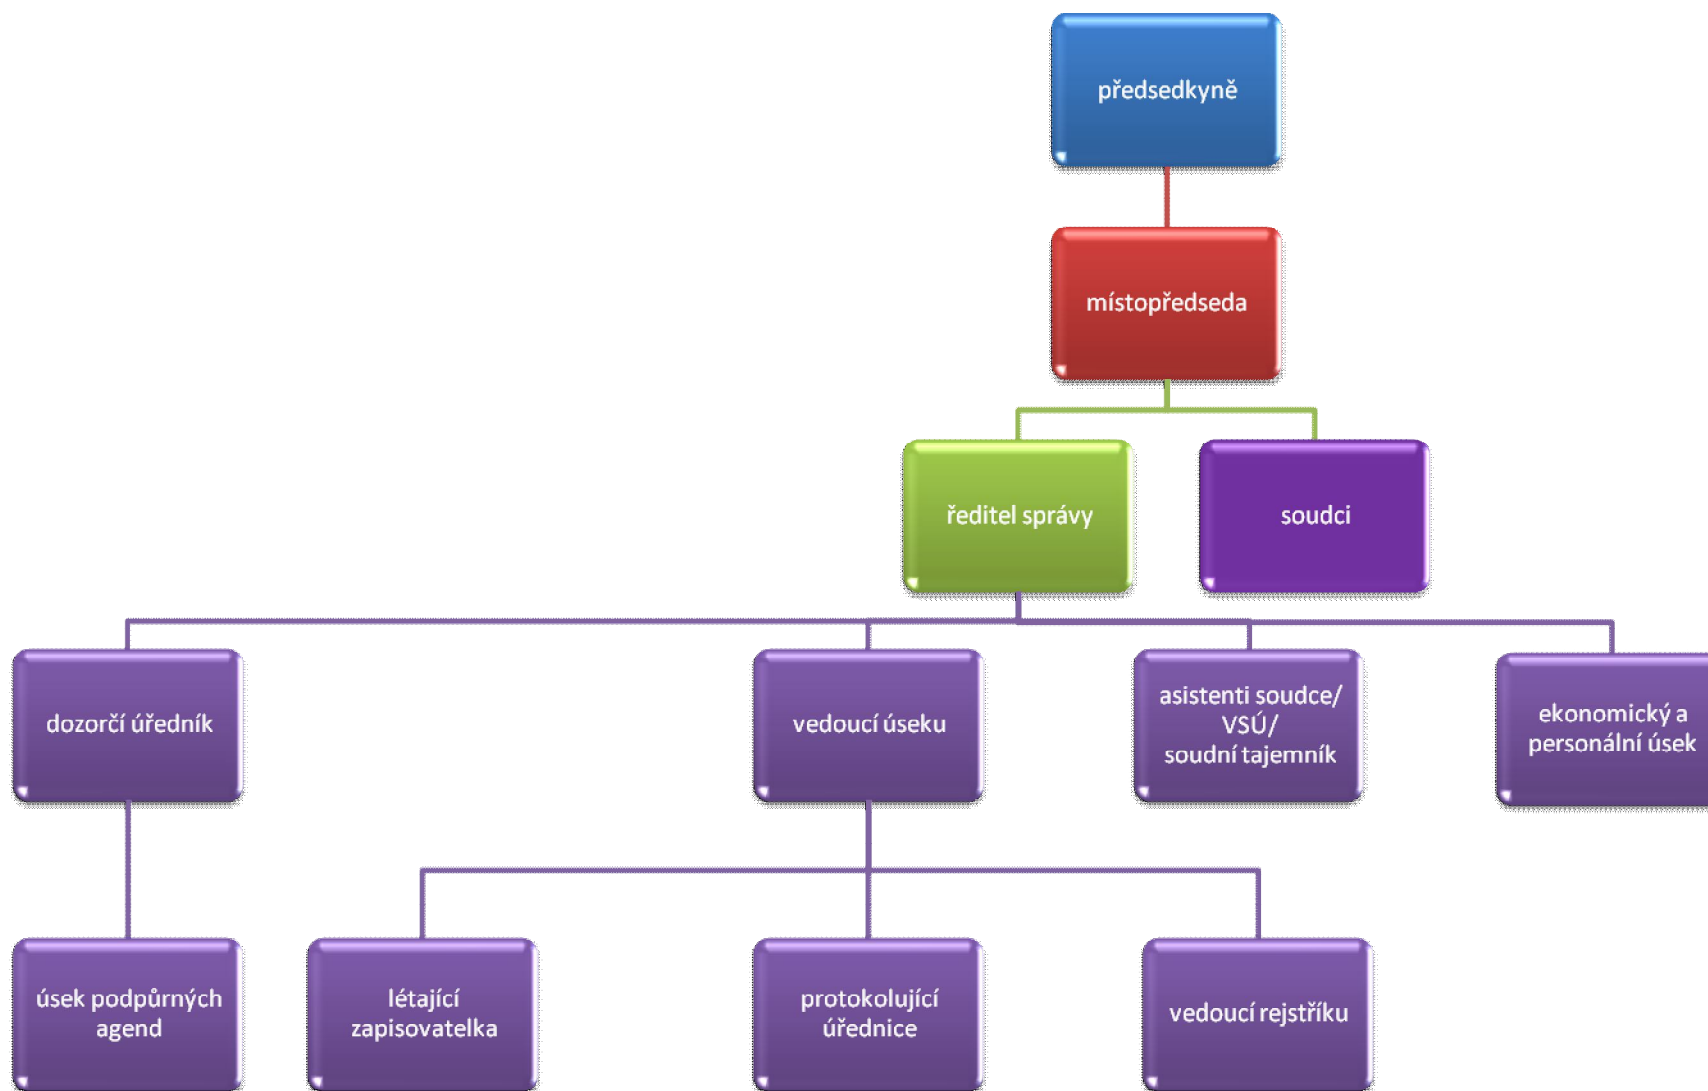 předsedkyně
místopředseda
ředitel správy
soudci
dozorčí úředník
vedoucí úseku
asistenti soudce/
VSÚ/
soudní tajemník
ekonomický a
personální úsek
úsek podpůrných
agend
létající
zapisovatelka
protokolující
úřednice
vedoucí rejstříku